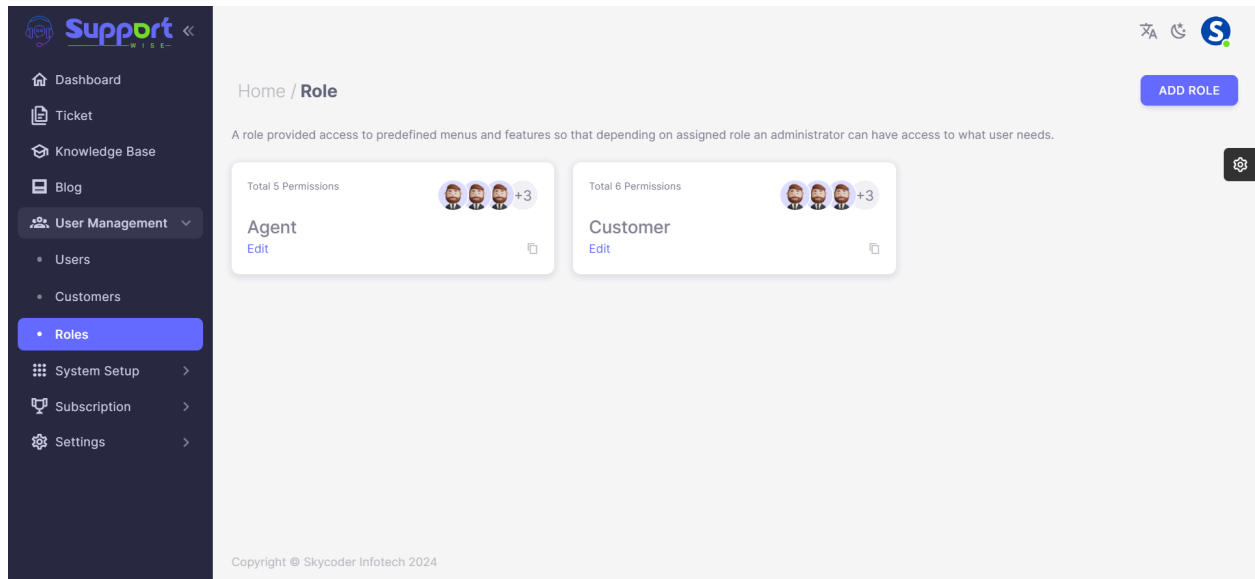 Support
WISE
Dashboard
Ticket
Knowledge Base
Blog
User Management
Users
Customers
Roles
System Setup
Subscription
Settings
S
Home / Role
ADD ROLE
A role provided access to predefined menus and features so that depending on assigned role an administrator can have access to what user needs.
Total 5 Permissions
+3
Agent
Edit
Total 6 Permissions
+3
Customer
Edit
Copyright © Skycoder Infotech 2024